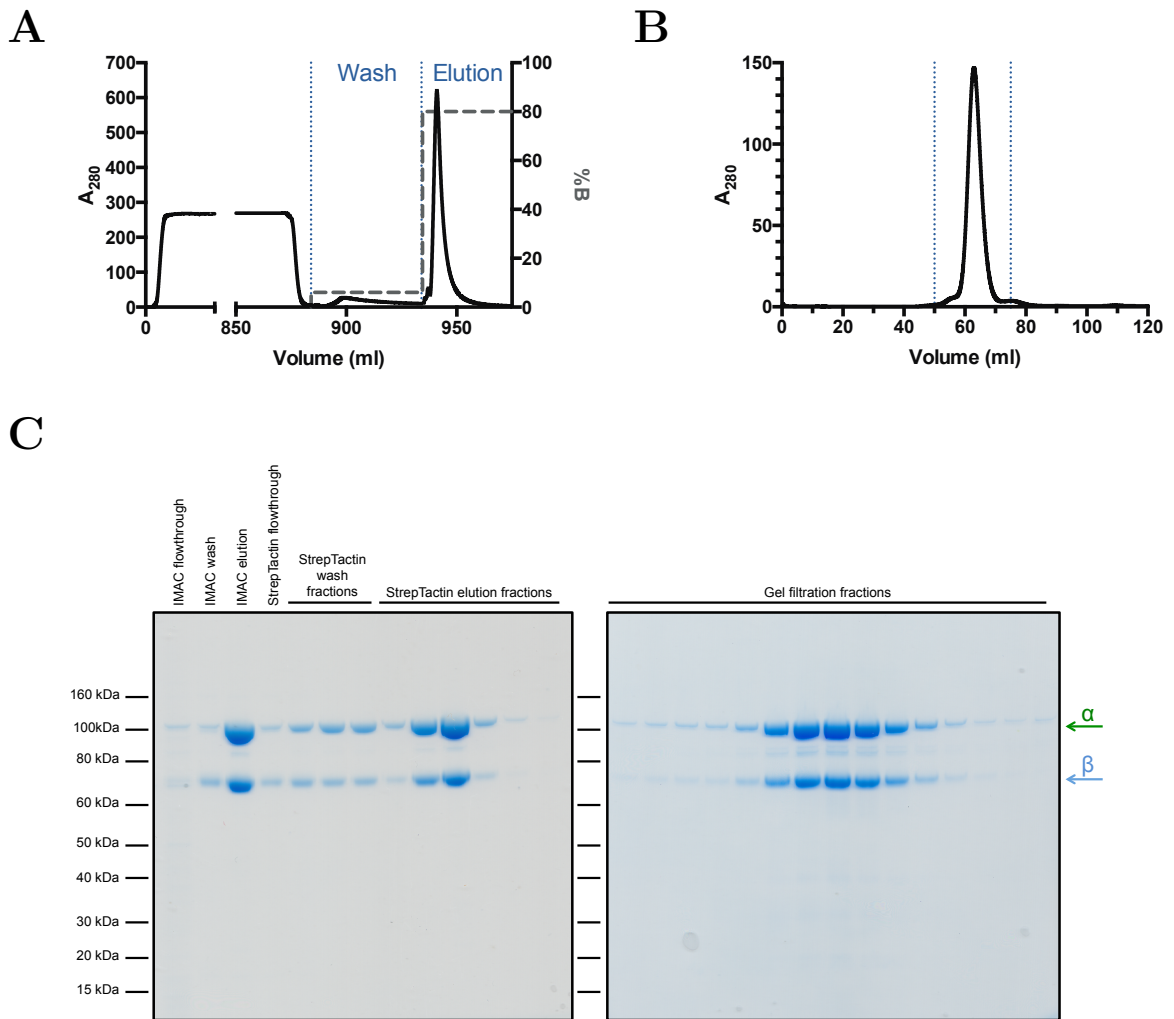 A
700
600
500
400
300
200
100
0
A280
0
850
900
950
Volume (ml)
Wash
Elution
100
80
60
40
20
0
%B
B
150
100
50
0
A280
0
20
40
60
80
100
120
Volume (ml)
C
IMAC flowthrough
IMAC wash
IMAC elution
StrepTactin flowthrough
StrepTactin
wash
fractions
StrepTactin elution fractions
Gel filtration fractions
160 kDa
100kDa
80 kDa
60 kDa
50 kDa
40 kDa
30 kDa
20 kDa
15 kDa
α
β